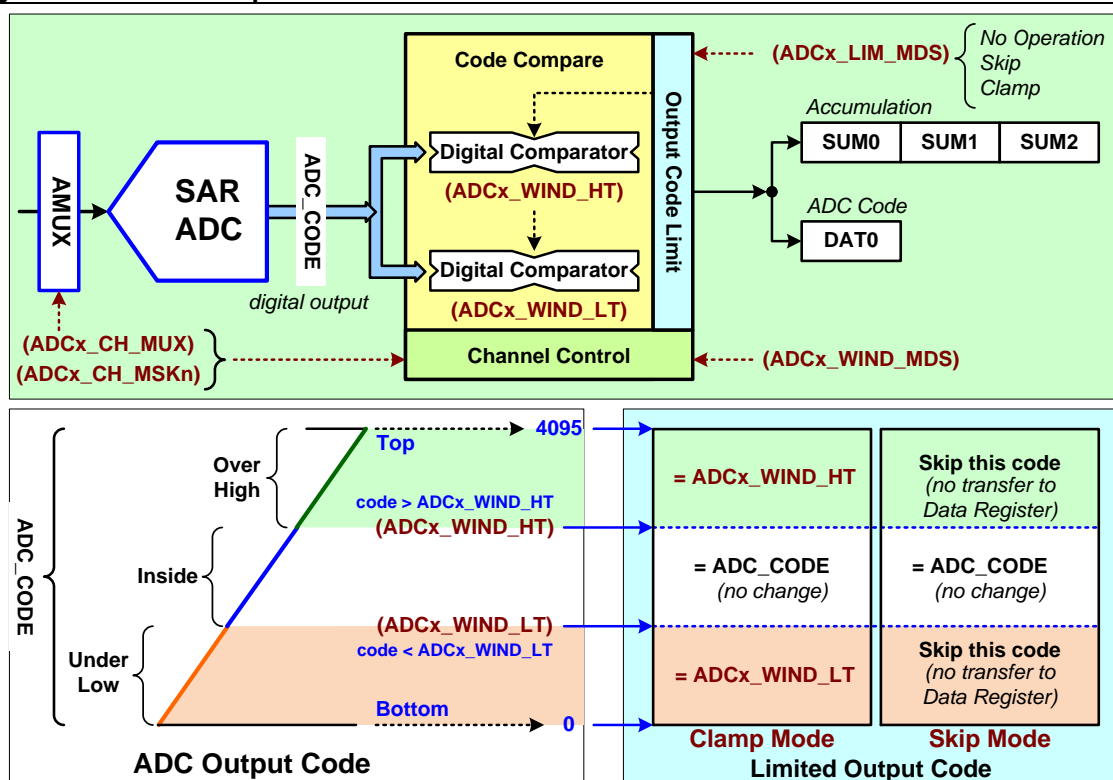 Code Compare
Output Code Limit
(ADCx_LIM_MDS)
No Operation
Skip
Clamp
Accumulation
SUM0 SUM1 SUM2
AMUX
SAR
ADC
ADC_CODE
digital output
Digital Comparator
(ADCx_WIND_HT)
Digital Comparator
(ADCx_WIND_LT)
ADC Code
DAT0
(ADCx_CH_MUX)
(ADCx_CH_MSKn)
Channel Control
(ADCx_WIND_MDS)
ADC_CODE
Over
High
Inside
Under
Low
Top
4095
code > ADCx_WIND_HT
(ADCx_WIND_HT)
(ADCx_WIND_LT)
code < ADCx_WIND_LT
Bottom
0
ADC Output Code
= ADCx_WIND_HT
= ADC_CODE
(no change)
= ADCx_WIND_LT
Clamp Mode
Skip this code
(no transfer to
Data Register)
= ADC_CODE
(no change)
Skip this code
(no transfer to
Data Register)
Skip Mode
Limited Output Code